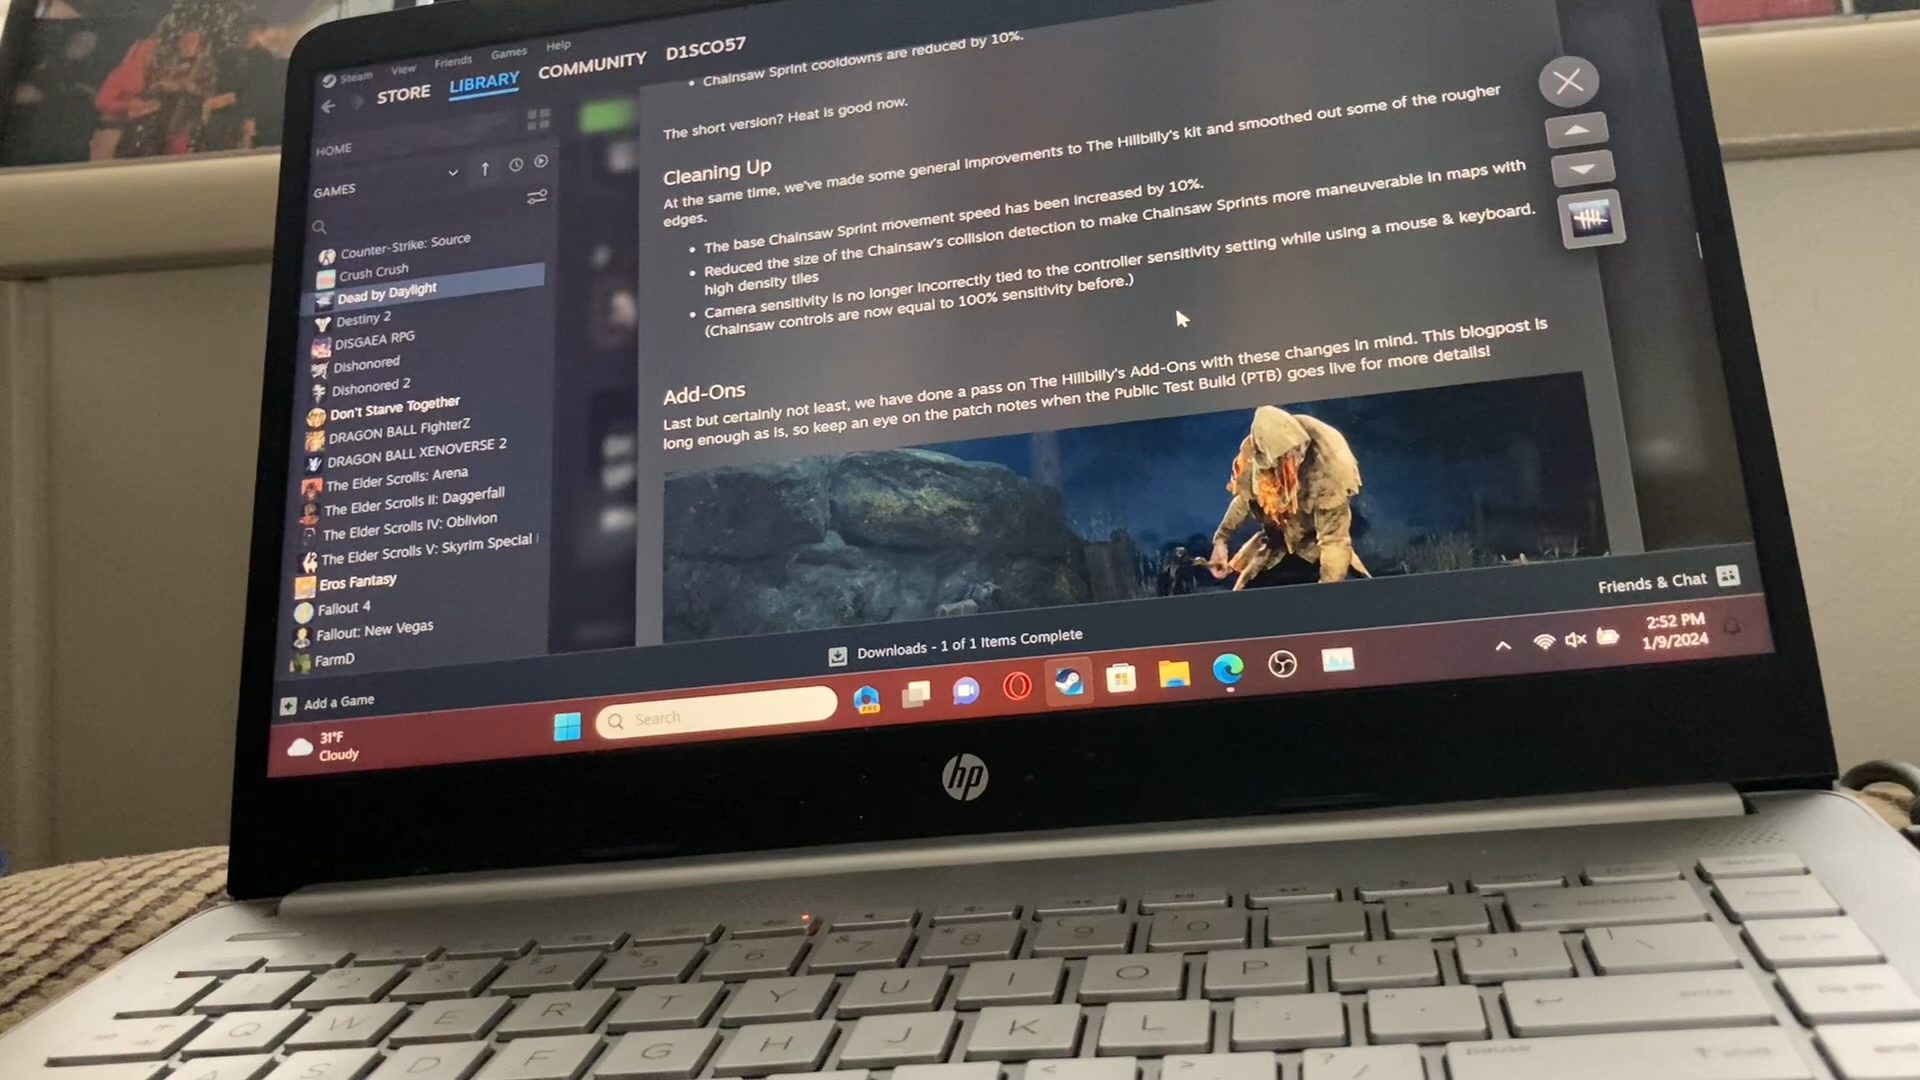 Steam View Friends Games Help
STORE LIBRARY COMMUNITY D1SCO57
HOME
GAMES
Counter-Strike: Source
Crush Crush
Dead by Daylight
Destiny 2
DISGAEA RPG
Dishonored
Dishonored 2
Don't Starve Together
DRAGON BALL FighterZ
DRAGON BALL XENOVERSE 2
The Elder Scrolls: Arena
The Elder Scrolls II: Daggerfall
The Elder Scrolls IV: Oblivion
The Elder Scrolls V: Skyrim Special
Eros Fantasy
Fallout 4
Fallout: New Vegas
FarmD
Add a Game
• Chainsaw Sprint cooldowns are reduced by 10%.
The short version? Heat is good now.
Cleaning Up
At the same time, we've made some general improvements to The Hillbilly's kit and smoothed out some of the rougher
edges.
• The base Chainsaw Sprint movement speed has been increased by 10%.
• Reduced the size of the Chainsaw's collision detection to make Chainsaw Sprints more maneuverable in maps with
high density tiles
• Camera sensitivity is no longer incorrectly tied to the controller sensitivity setting while using a mouse & keyboard.
(Chainsaw controls are now equal to 100% sensitivity before.)
Add-Ons
Last but certainly not least, we have done a pass on The Hillbilly's Add-Ons with these changes in mind. This blogpost is
long enough as is, so keep an eye on the patch notes when the Public Test Build (PTB) goes live for more details!
Downloads - 1 of 1 Items Complete
Friends & Chat
31°F
Cloudy
Search
PRE
2:52 PM
1/9/2024
hp
6 7 8 9 0
Q W E R T Y U I O P
enter
A S D F G H J K L
pause